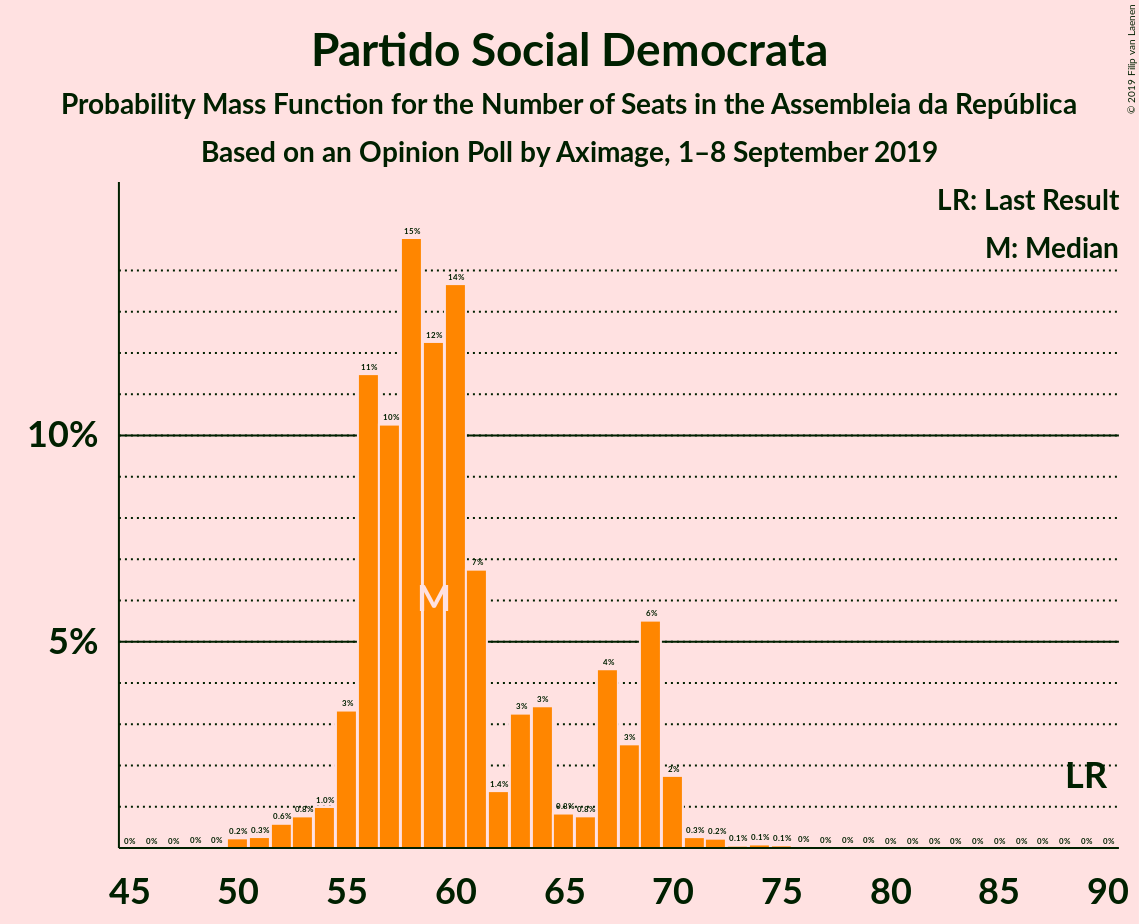 Partido Social Democrata
Probability Mass Function for the Number of Seats in the Assembleia da República
Based on an Opinion Poll by Aximage, 1–8 September 2019
© 2019 Filip van Laenen
LR: Last Result
M: Median
10%
5%
0% 0% 0% 0% 0% 0.2% 0.3% 0.6% 0.8% 1.0% 3% 11% 10% 15% 12% 14% 7% 1.4% 3% 3% 0.8% 0.8% 4% 3% 6% 2% 0.3% 0.2% 0.1% 0.1% 0.1% 0% 0% 0% 0% 0% 0% 0% 0% 0% 0% 0% 0% 0% 0% 0%
M
LR
45 50 55 60 65 70 75 80 85 90